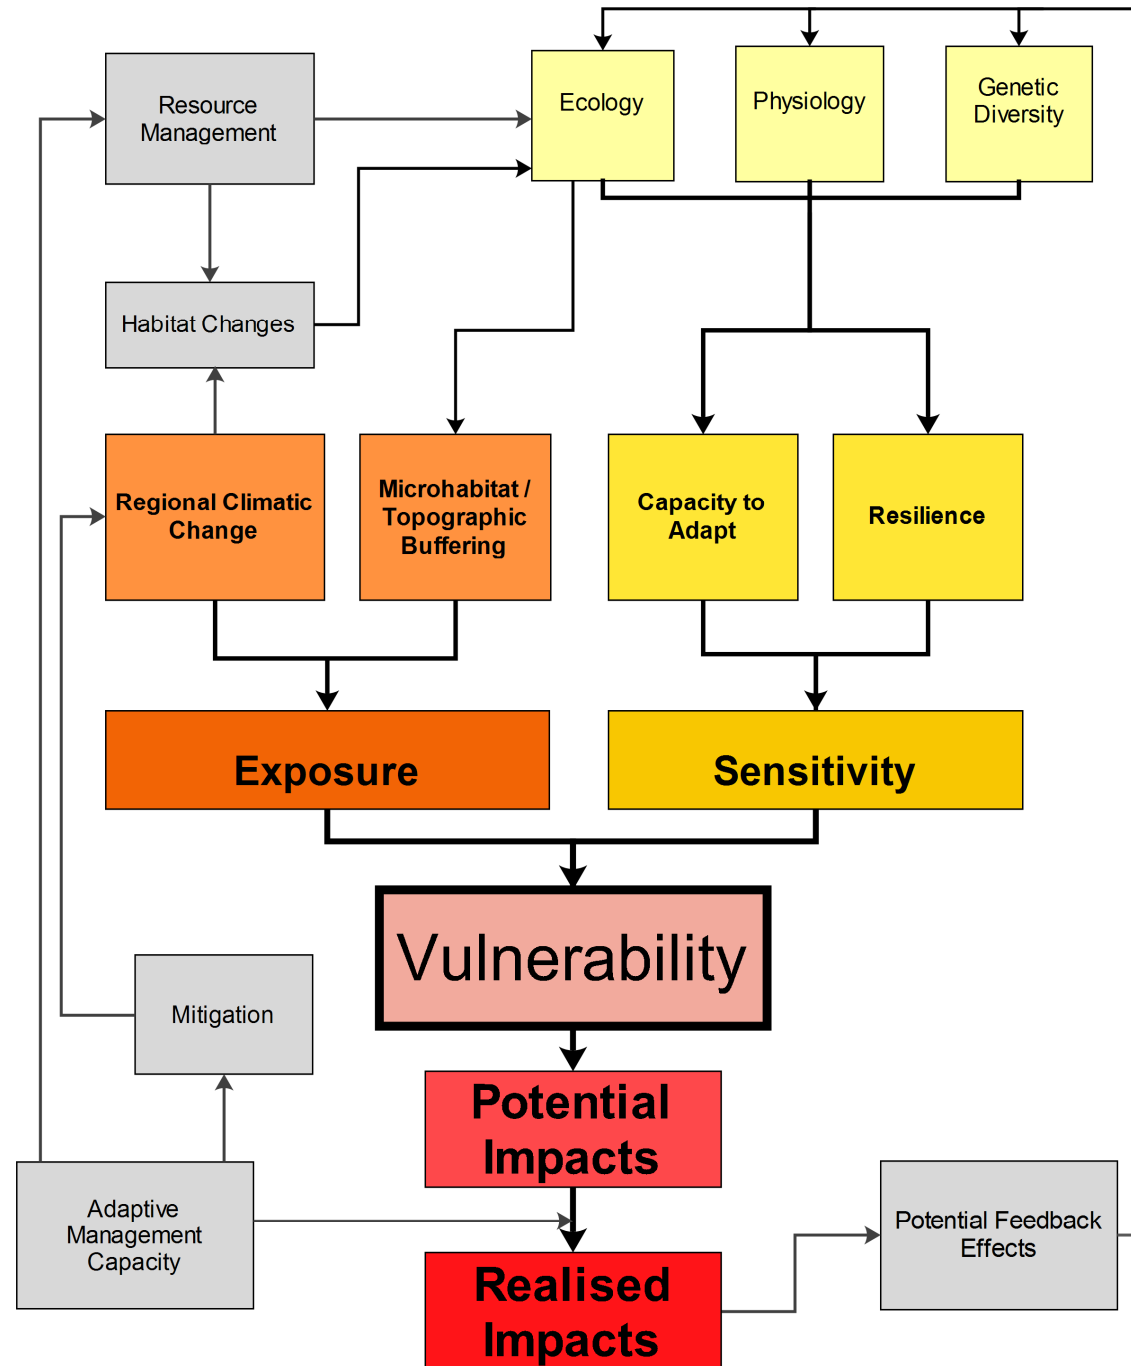 Resource
Management
Ecology
Physiology
Genetic
Diversity
Habitat Changes
Regional Climatic
Change
Microhabitat /
Topographic
Buffering
Capacity to
Adapt
Resilience
Exposure
Sensitivity
Vulnerability
Mitigation
Potential
Impacts
Adaptive
Management
Capacity
Potential Feedback
Effects
Realised
Impacts